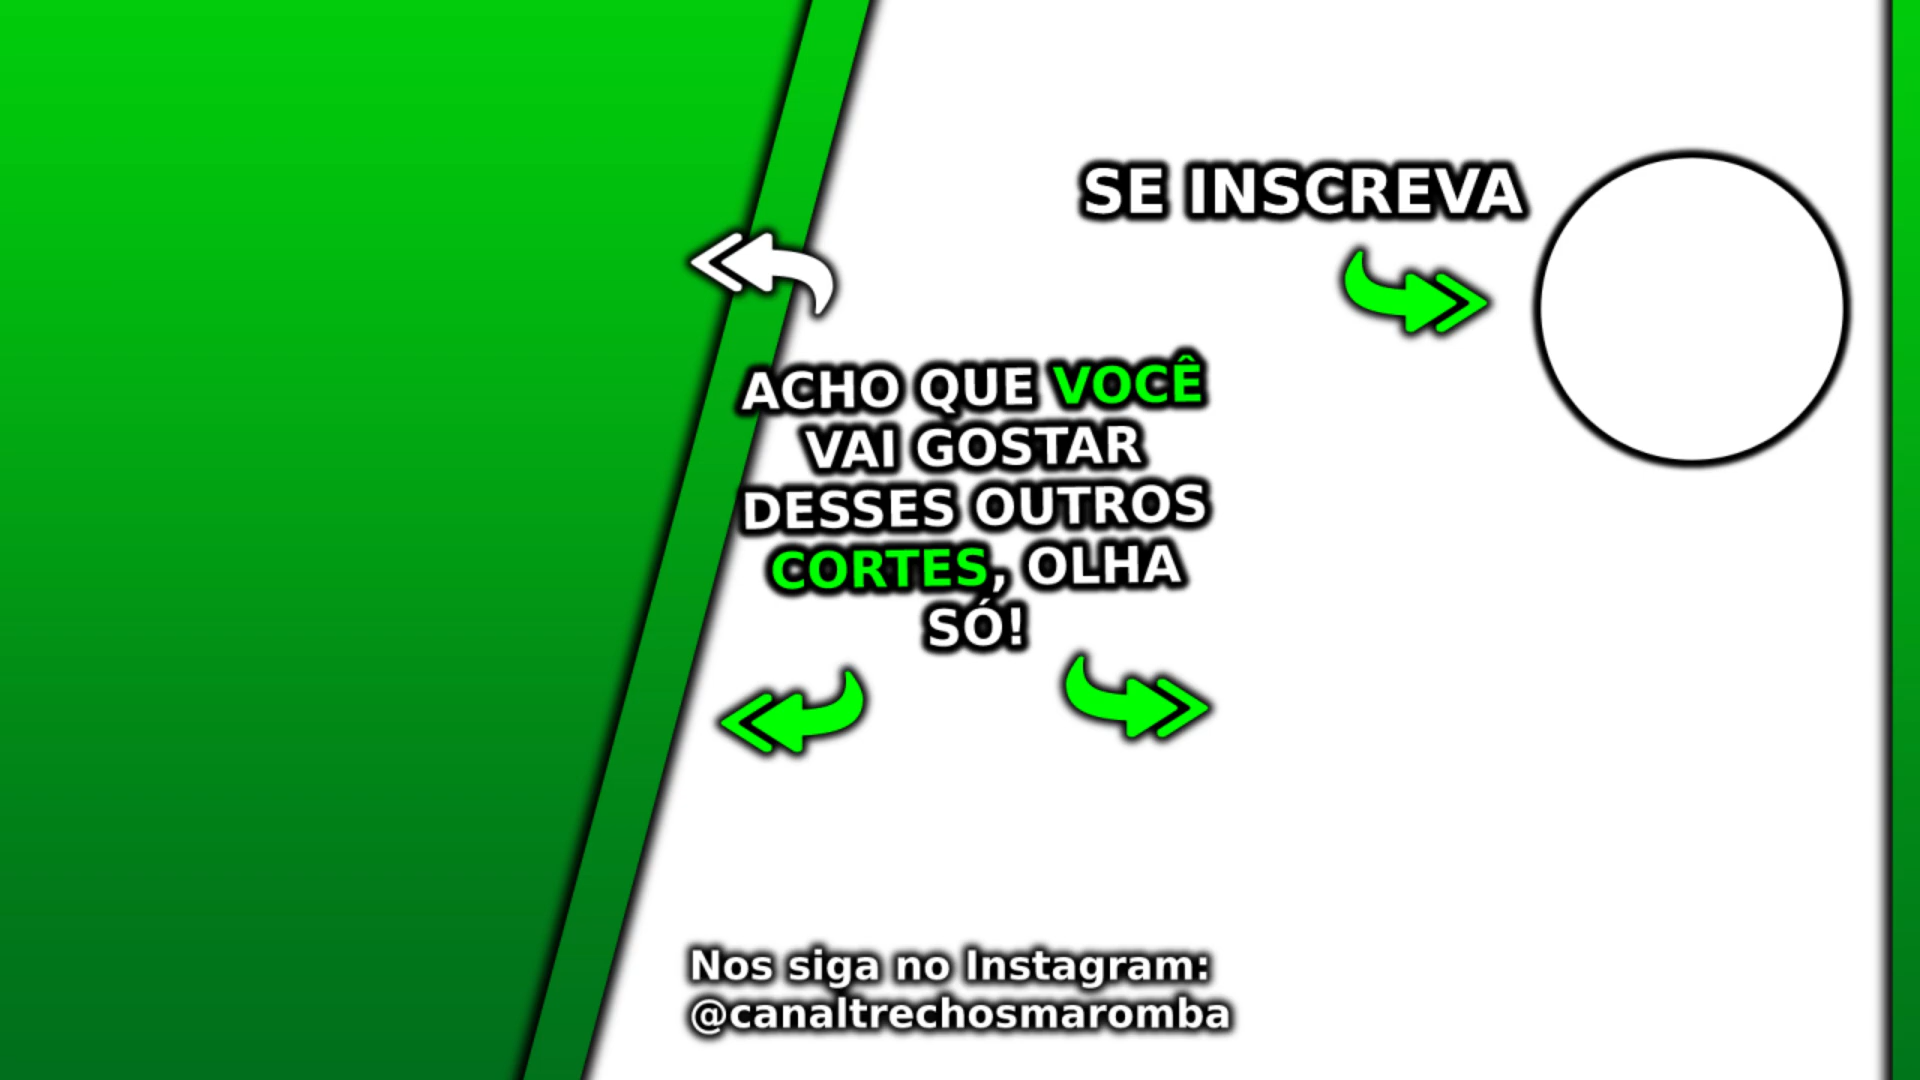 SE INSCREVA
ACHO QUE VOCÊ
VAI GOSTAR
DESSES OUTROS
CORTES, OLHA
SÓ!
Nos siga no Instagram:
@canaltrechosmaromba